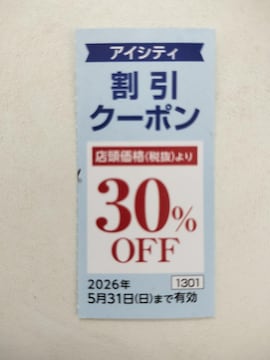 アイシティ
割引
クーポン
店頭価格(税抜)より
30%
OFF
2026年
1301
5月31日(日)まで有効